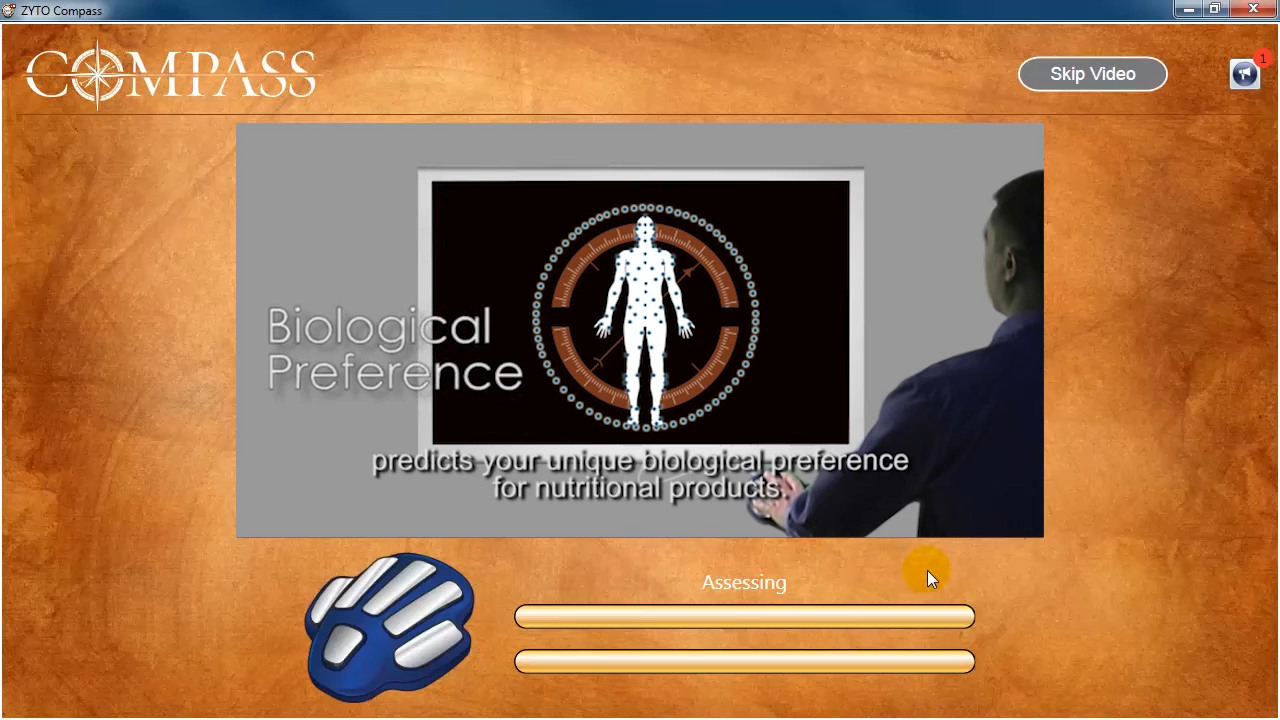 ZYTO Compass
COMPASS
Skip Video
1
Biological
Preference
predicts your unique biological preference
for nutritional products.
Assessing